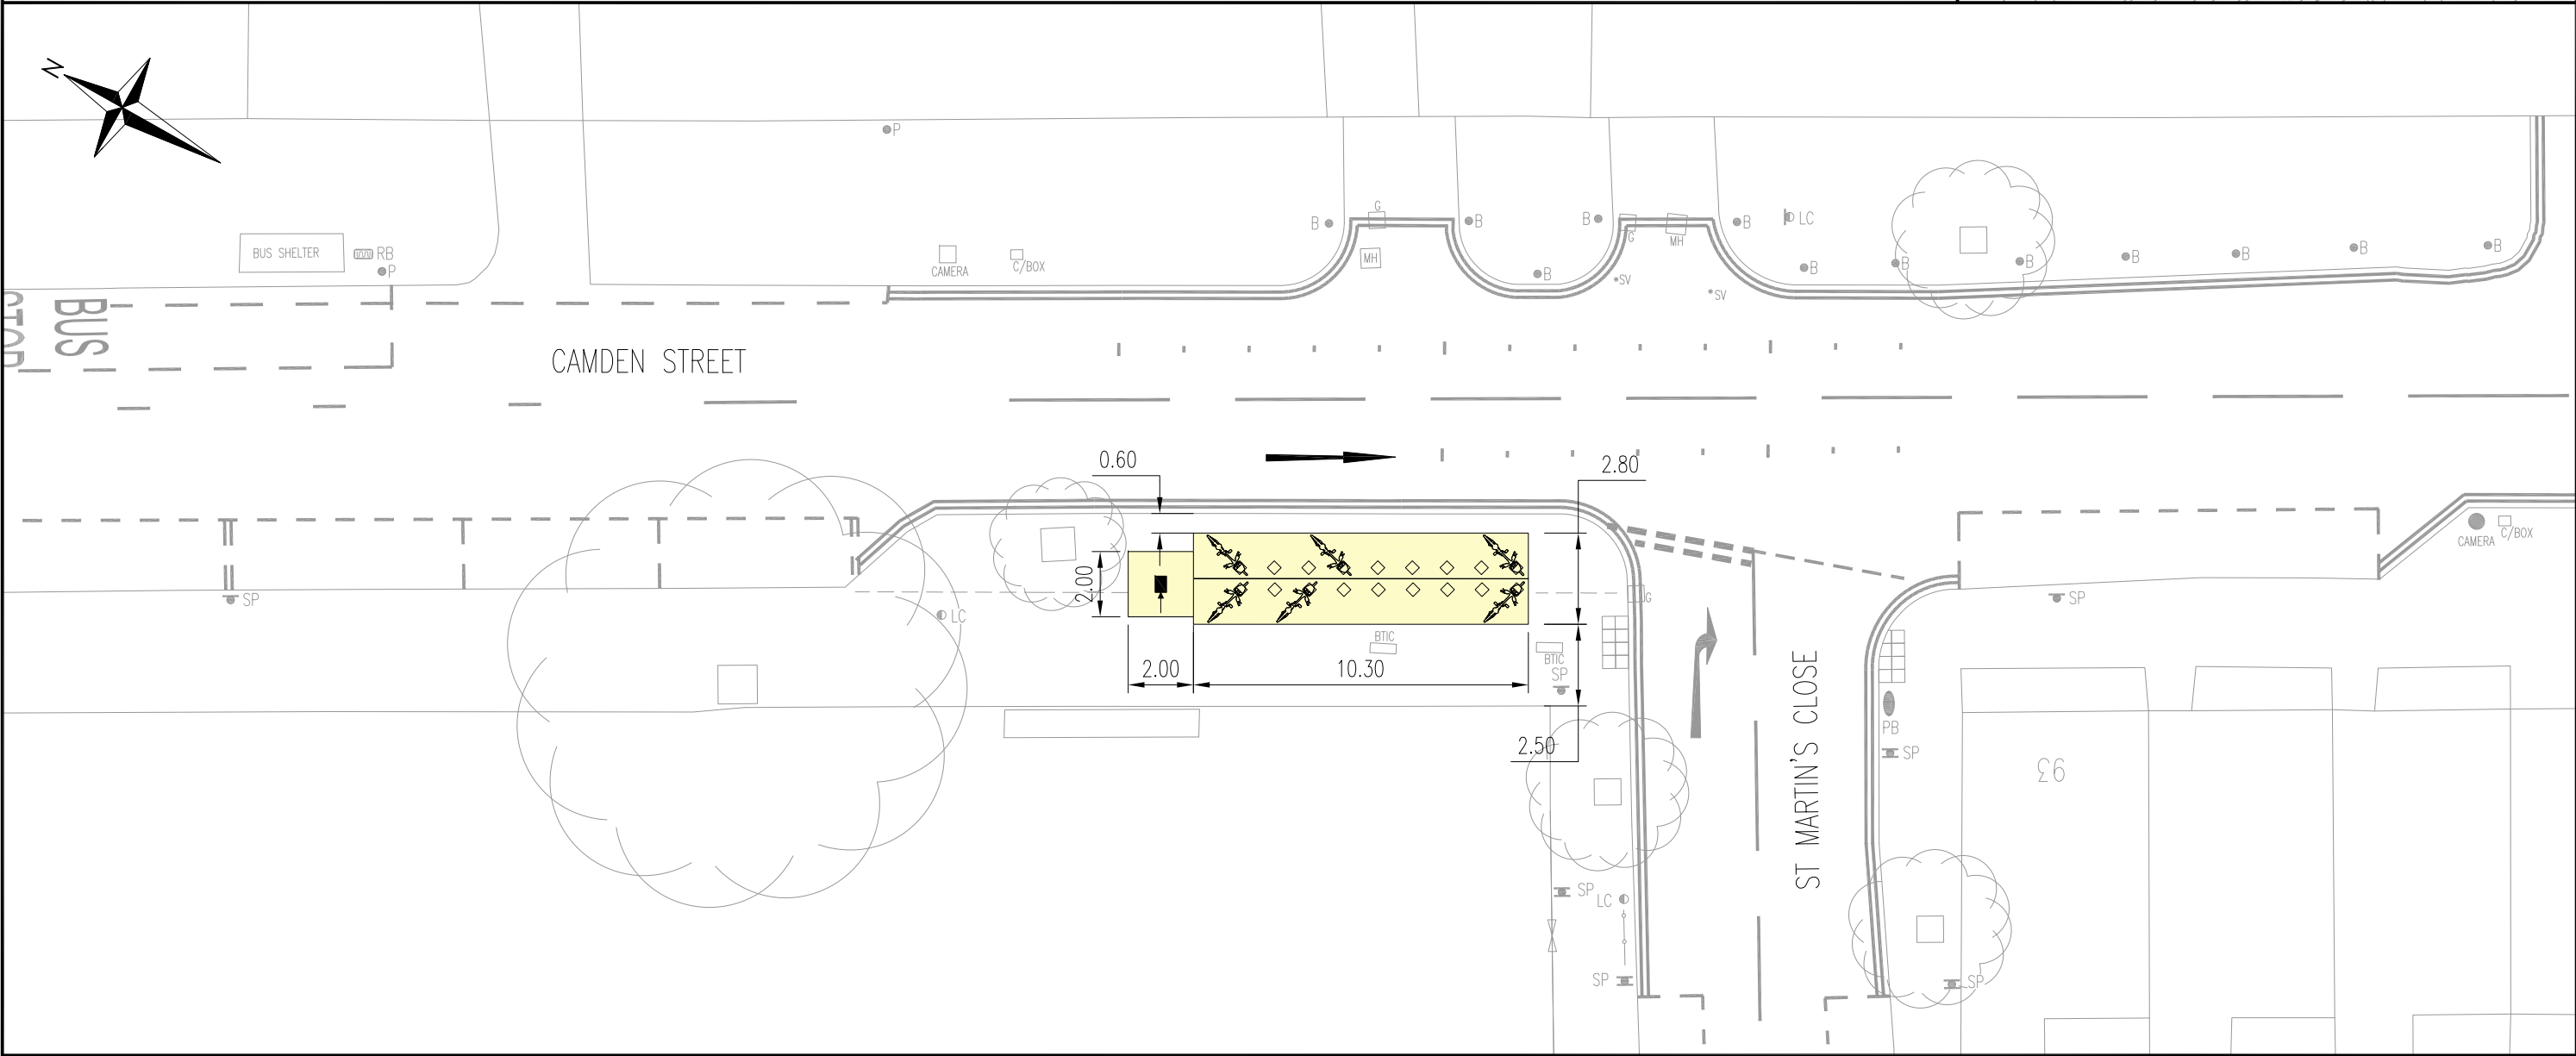 N
P
B
G
B
B
B
LC
BUS SHELTER
RB
P
CAMERA
C/BOX
MH
G
MH
B
SV
SV
B
B
B
B
B
B
B
BUS
STOP
CAMDEN STREET
0.60
2.80
CAMERA
C/BOX
2.00
SP
LC
G
SP
BTIC
BTIC
SP
2.00
10.30
2.50
ST MARTIN'S CLOSE
PB
SP
93
SP
LC
SP
SP